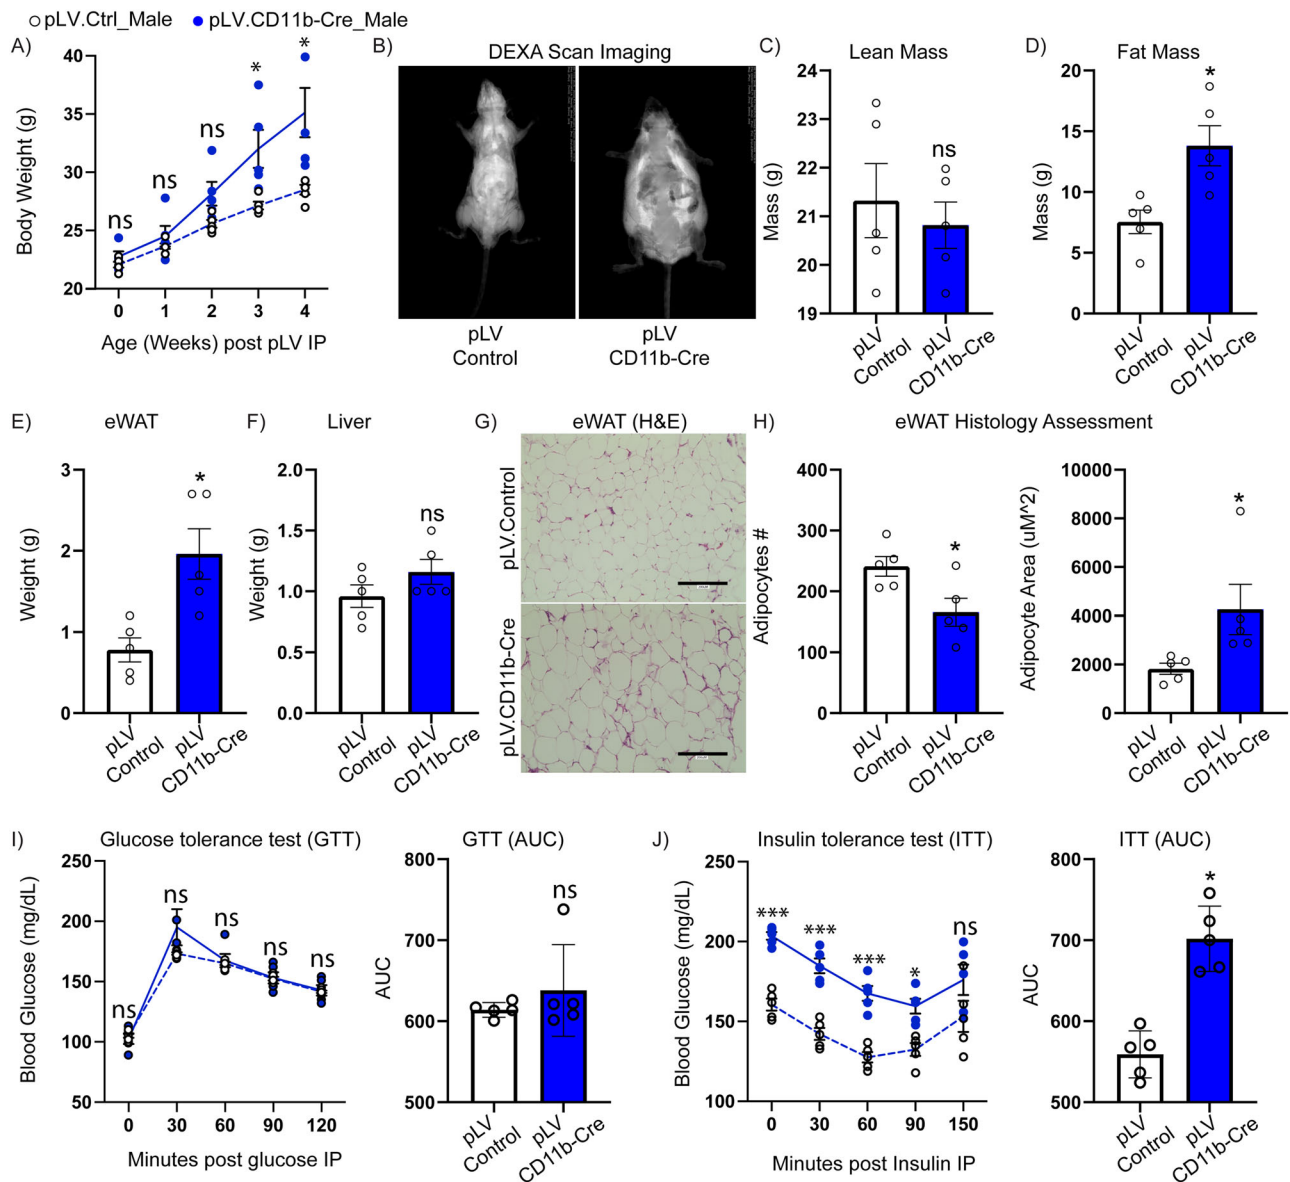 pLV.Ctrl_Male
pLV.CD11b-Cre_Male
A)
Body Weight (g)
40
35
30
25
20
ns
ns
ns
*
*
0 1 2 3 4
Age (Weeks) post pLV IP
B)
DEXA Scan Imaging
pLV
Control
pLV
CD11b-Cre
C)
Lean Mass
Mass (g)
24
23
22
21
20
19
ns
pLV
Control
pLV
CD11b-Cre
D)
Fat Mass
Mass (g)
20
15
10
5
0
*
pLV
Control
pLV
CD11b-Cre
E)
eWAT
Weight (g)
3
2
1
0
*
pLV
Control
pLV
CD11b-Cre
F)
Liver
Weight (g)
2.0
1.5
1.0
0.5
0.0
ns
pLV
Control
pLV
CD11b-Cre
G)
eWAT (H&E)
pLV.Control
pLV.CD11b-Cre
H)
eWAT Histology Assessment
Adipocytes #
400
300
200
100
0
*
pLV
Control
pLV
CD11b-Cre
Adipocyte Area (uM^2)
10000
8000
6000
4000
2000
0
*
pLV
Control
pLV
CD11b-Cre
I)
Glucose tolerance test (GTT)
Blood Glucose (mg/dL)
250
200
150
100
50
ns
ns
ns
ns
ns
0 30 60 90 120
Minutes post glucose IP
GTT (AUC)
AUC
800
700
600
500
ns
pLV
Control
pLV
CD11b-Cre
J)
Insulin tolerance test (ITT)
Blood Glucose (mg/dL)
250
200
150
100
***
***
***
*
ns
0 30 60 90 150
Minutes post Insulin IP
ITT (AUC)
AUC
800
700
600
500
*
pLV
Control
pLV
CD11b-Cre